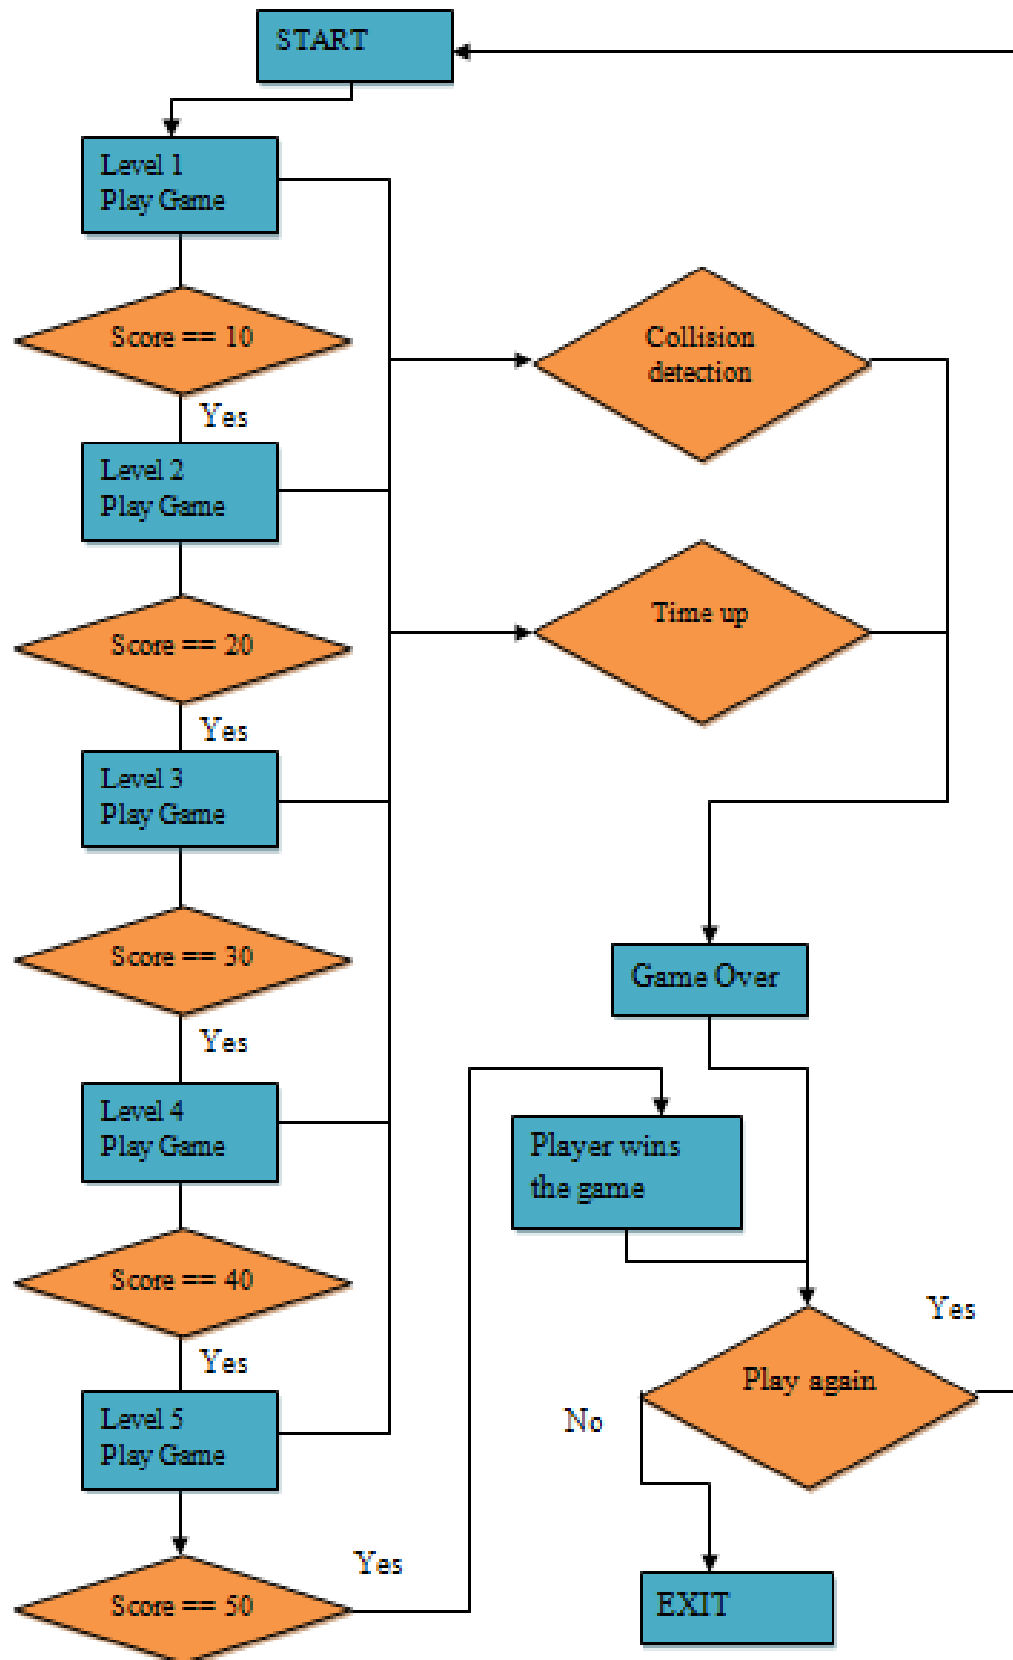 START
Level 1
Play Game
Score == 10
Yes
Level 2
Play Game
Score == 20
Yes
Level 3
Play Game
Score == 30
Yes
Level 4
Play Game
Score == 40
Yes
Level 5
Play Game
Score == 50
Yes
Collision
detection
Time up
Game Over
Player wins
the game
Play again
Yes
No
EXIT